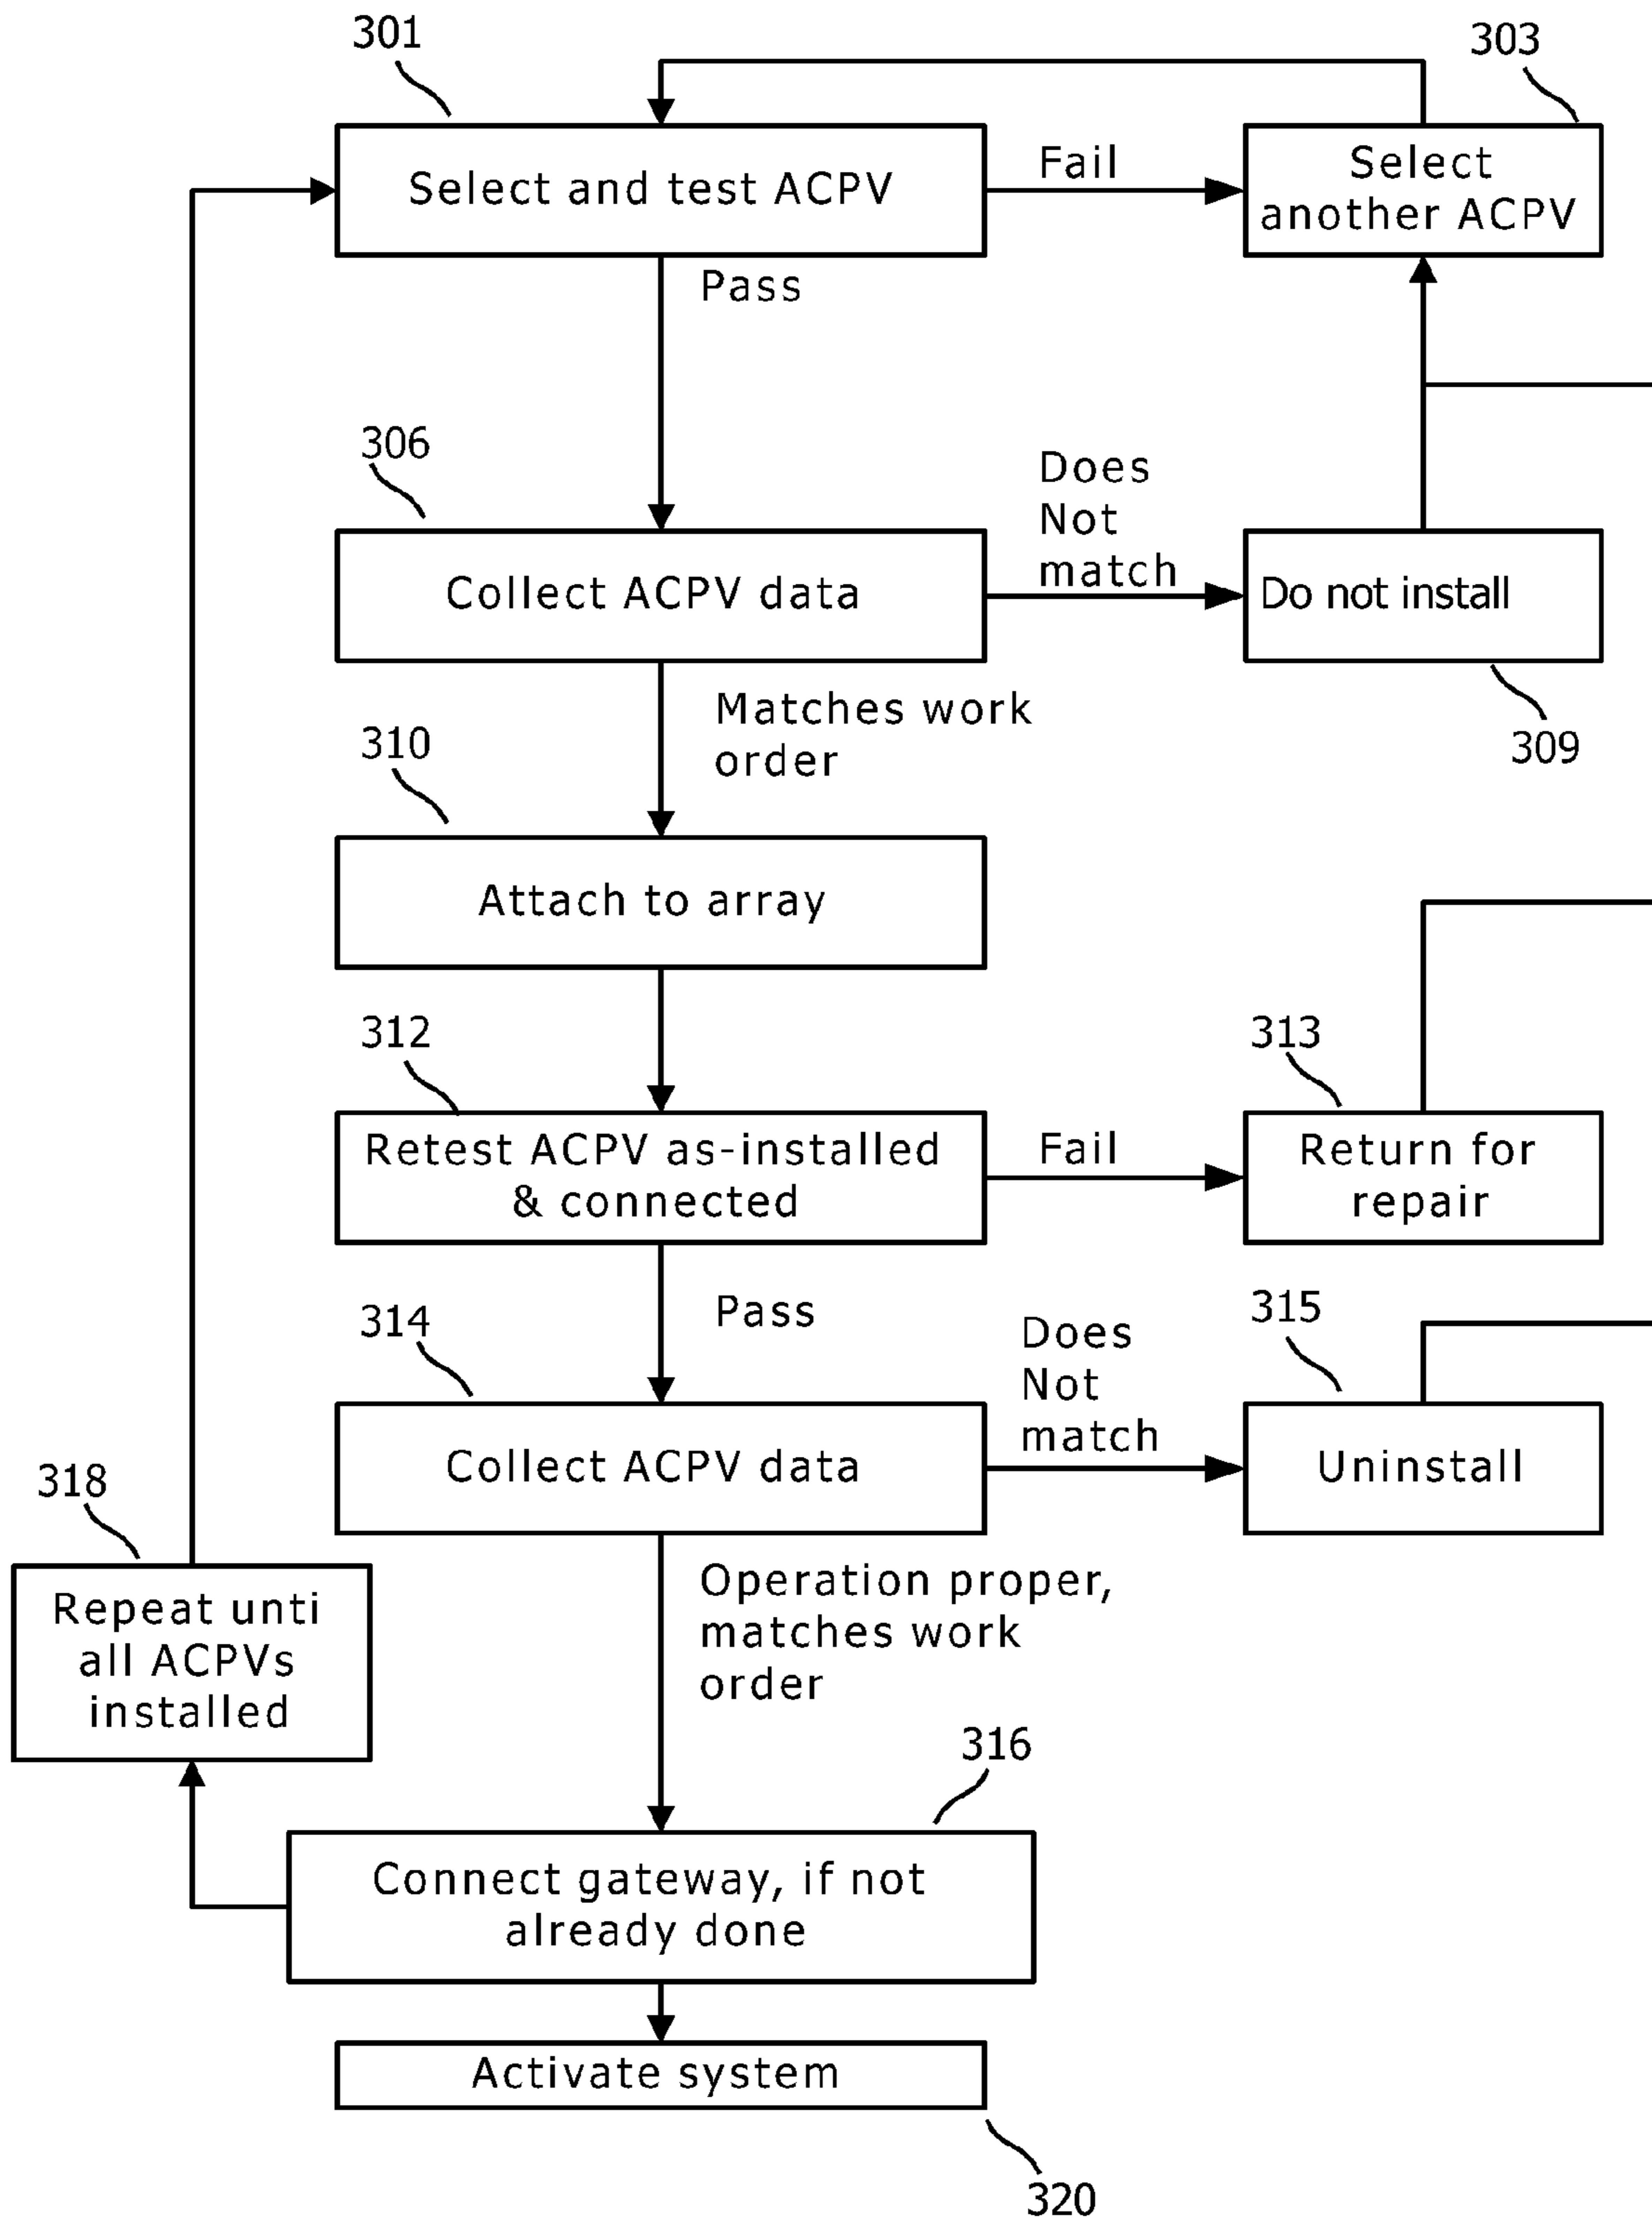 301
303
Select and test ACPV
Fail
Select
another ACPV
Pass
306
Does
Not
match
Collect ACPV data
Do not install
Matches work
order
310
309
Attach to array
312
313
Retest ACPV as-installed
& connected
Fail
Return for
repair
Pass
314
315
Does
Not
match
Collect ACPV data
Uninstall
318
Operation proper,
matches work
order
Repeat unti
all ACPVs
installed
316
Connect gateway, if not
already done
Activate system
320